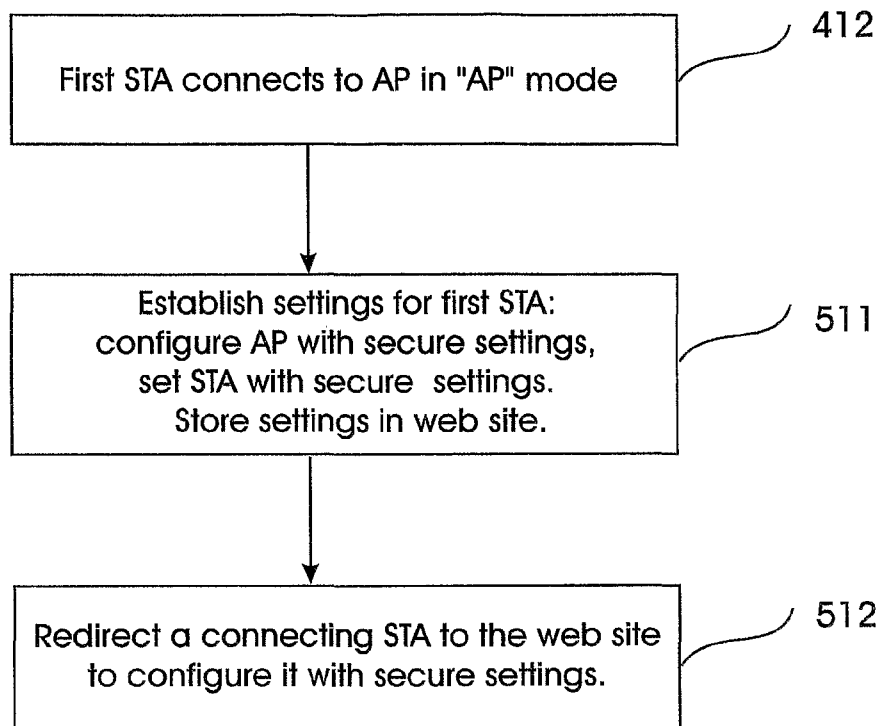 412
First STA connects to AP in "AP" mode
Establish settings for first STA:
configure AP with secure settings,
set STA with secure settings.
Store settings in web site.
511
Redirect a connecting STA to the web site
to configure it with secure settings.
512